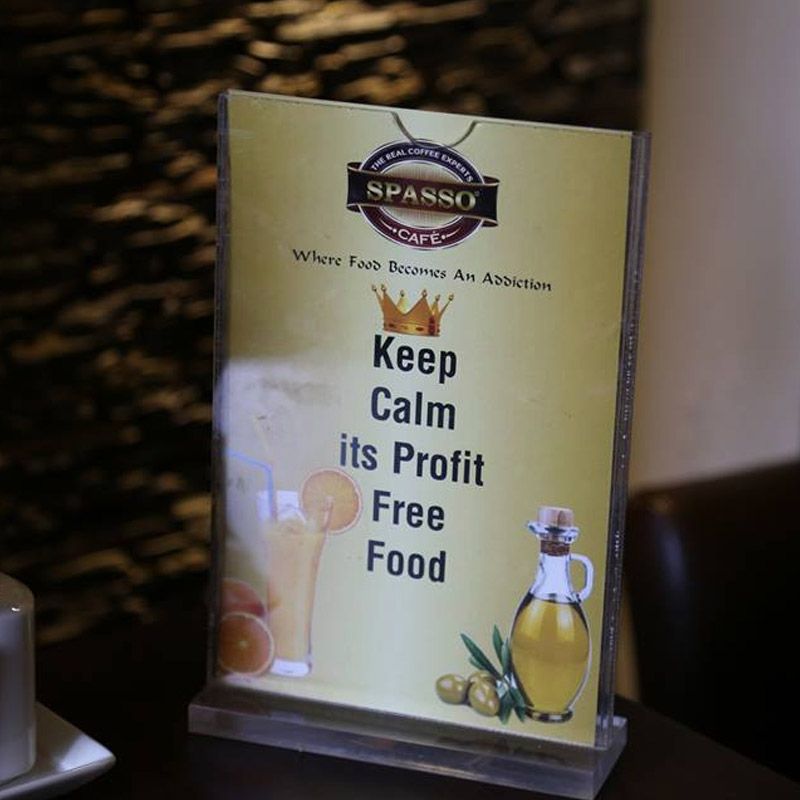 THE REAL COFFEE EXPERTS
SPASSO
CAFÉ
Where Food Becomes An Addiction
Keep
Calm
its Profit
Free
Food